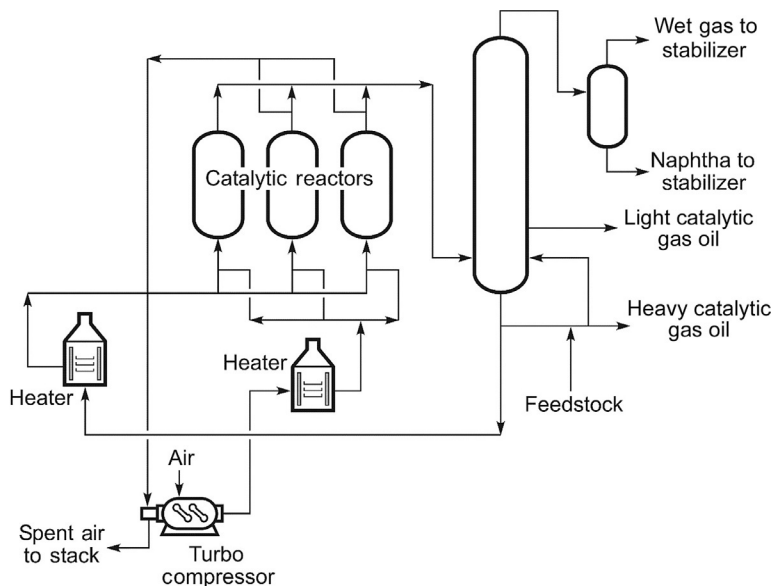 Wet gas to
stabilizer
Catalytic reactors
Naphtha to
stabilizer
Light catalytic
gas oil
Heavy catalytic
gas oil
Heater
Heater
Feedstock
Air
Spent air
to stack
Turbo
compressor